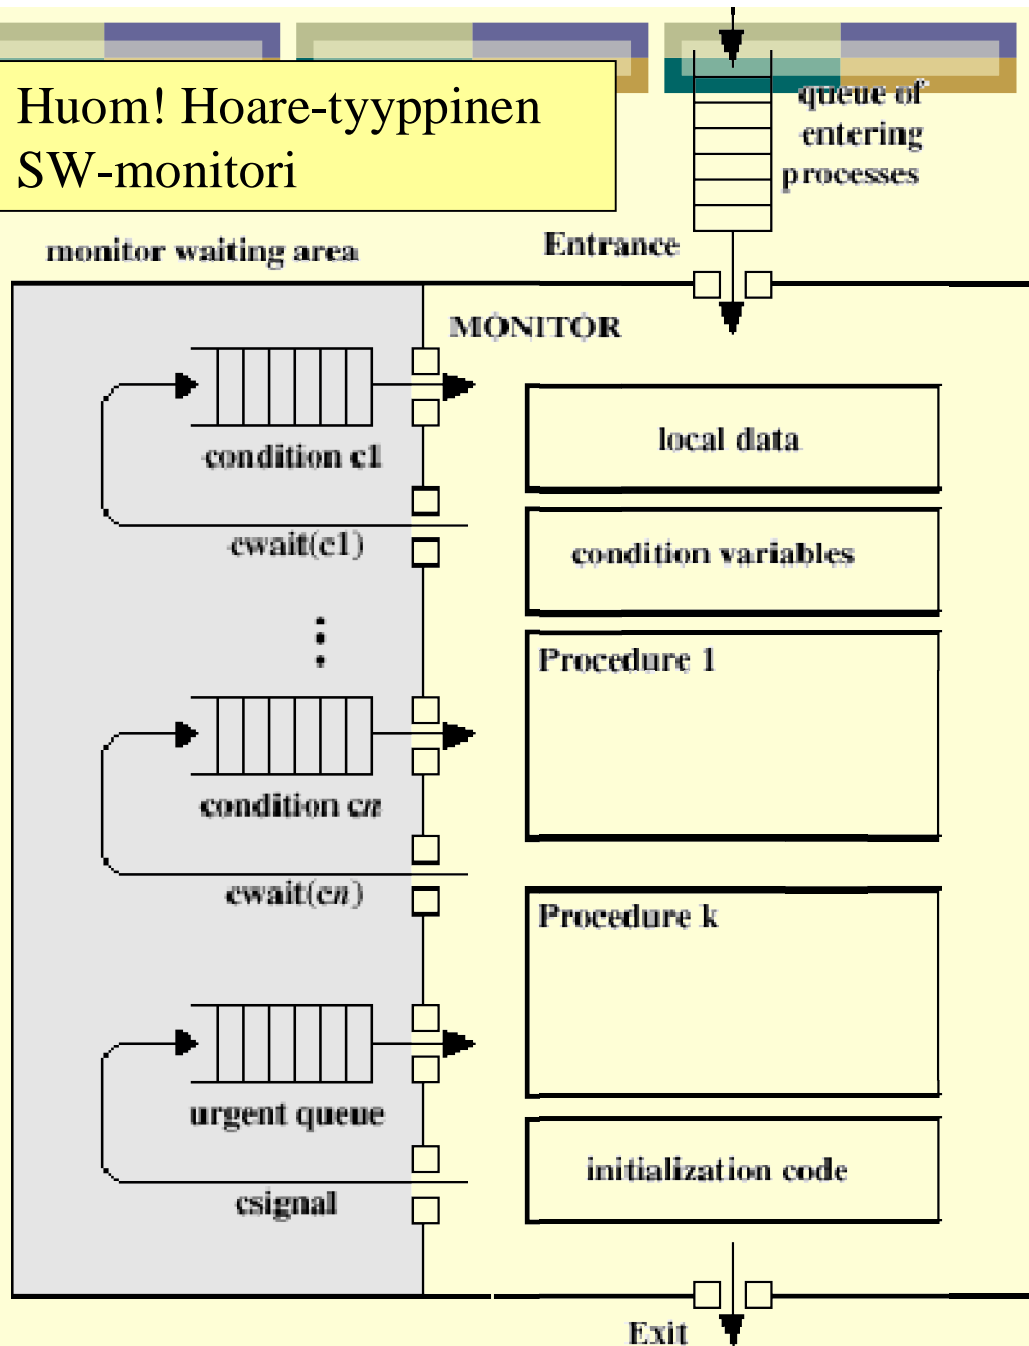 Huom! Hoare-tyyppinen
SW-monitori
queue of
entering
processes
monitor waiting area
Entrance
MONITOR
condition c1
local data
cwait(c1)
condition variables
Procedure 1
condition cn
cwait(cn)
Procedure k
urgent queue
initialization code
csignal
Exit